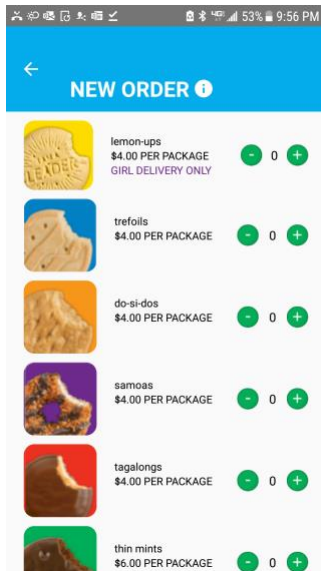 53% 9:56 PM
NEW ORDER i
LEADER
lemon-ups
$4.00 PER PACKAGE
GIRL DELIVERY ONLY
- 0 +
trefoils
$4.00 PER PACKAGE
- 0 +
do-si-dos
$4.00 PER PACKAGE
- 0 +
samoas
$4.00 PER PACKAGE
- 0 +
tagalongs
$4.00 PER PACKAGE
- 0 +
thin mints
$6.00 PER PACKAGE
- 0 +